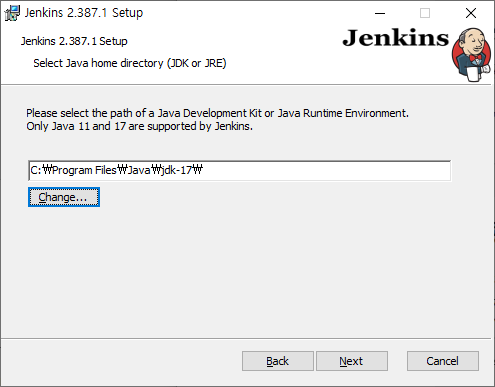 Jenkins 2.387.1 Setup
Jenkins 2.387.1 Setup
Jenkins
Select Java home directory (JDK or JRE)
Please select the path of a Java Development Kit or Java Runtime Environment.
Only Java 11 and 17 are supported by Jenkins.
C:₩Program Files₩Java₩jdk-17₩
Change...
Back
Next
Cancel